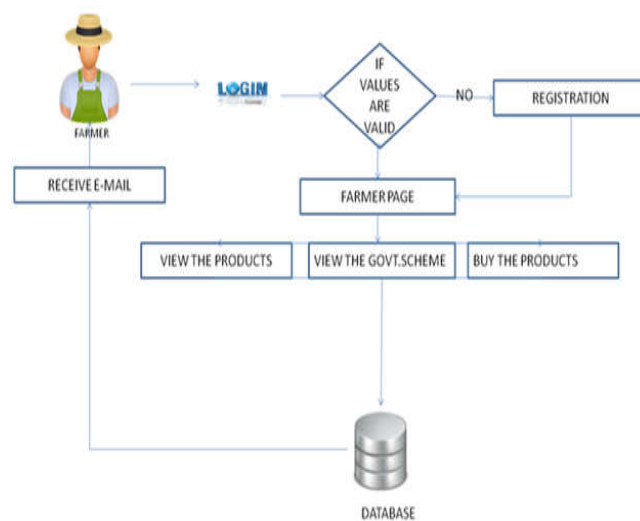 FARMER
LOGIN
IF
VALUES
ARE
VALID
NO
REGISTRATION
RECEIVE E-MAIL
FARMER PAGE
VIEW THE PRODUCTS
VIEW THE GOVT.SCHEME
BUY THE PRODUCTS
DATABASE